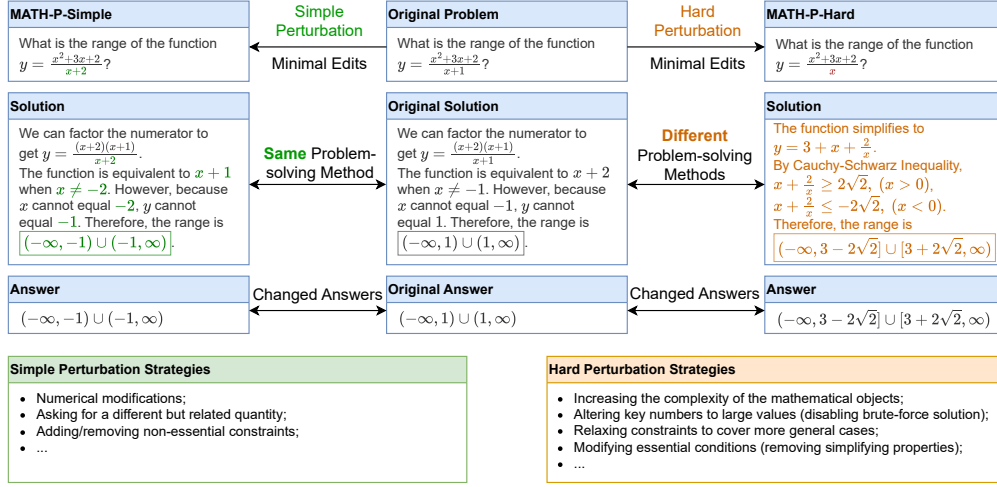 MATH-P-Simple
What is the range of the function
y = \frac{x^2+3x+2}{x+2}?
Simple
Perturbation
Minimal Edits
Original Problem
What is the range of the function
y = \frac{x^2+3x+2}{x+1}?
Hard
Perturbation
Minimal Edits
MATH-P-Hard
What is the range of the function
y = \frac{x^2+3x+2}{x}?
Solution
We can factor the numerator to
get y = \frac{(x+2)(x+1)}{x+2}.
The function is equivalent to x + 1
when x ≠ −2. However, because
x cannot equal −2, y cannot
equal −1. Therefore, the range is
(−∞, −1) ∪ (−1, ∞).
Same Problem-
solving Method
Original Solution
We can factor the numerator to
get y = \frac{(x+2)(x+1)}{x+1}.
The function is equivalent to x + 2
when x ≠ −1. However, because
x cannot equal −1, y cannot
equal 1. Therefore, the range is
(−∞, 1) ∪ (1, ∞).
Different
Problem-solving
Methods
Solution
The function simplifies to
y = 3 + x + \frac{2}{x}.
By Cauchy-Schwarz Inequality,
x + \frac{2}{x} ≥ 2√2, (x > 0),
x + \frac{2}{x} ≤ −2√2, (x < 0).
Therefore, the range is
(−∞, 3 − 2√2] ∪ [3 + 2√2, ∞)
Answer
(−∞, −1) ∪ (−1, ∞)
Changed Answers
Original Answer
(−∞, 1) ∪ (1, ∞)
Changed Answers
Answer
(−∞, 3 − 2√2] ∪ [3 + 2√2, ∞)
Simple Perturbation Strategies
• Numerical modifications;
• Asking for a different but related quantity;
• Adding/removing non-essential constraints;
• ...
Hard Perturbation Strategies
• Increasing the complexity of the mathematical objects;
• Altering key numbers to large values (disabling brute-force solution);
• Relaxing constraints to cover more general cases;
• Modifying essential conditions (removing simplifying properties);
• ...